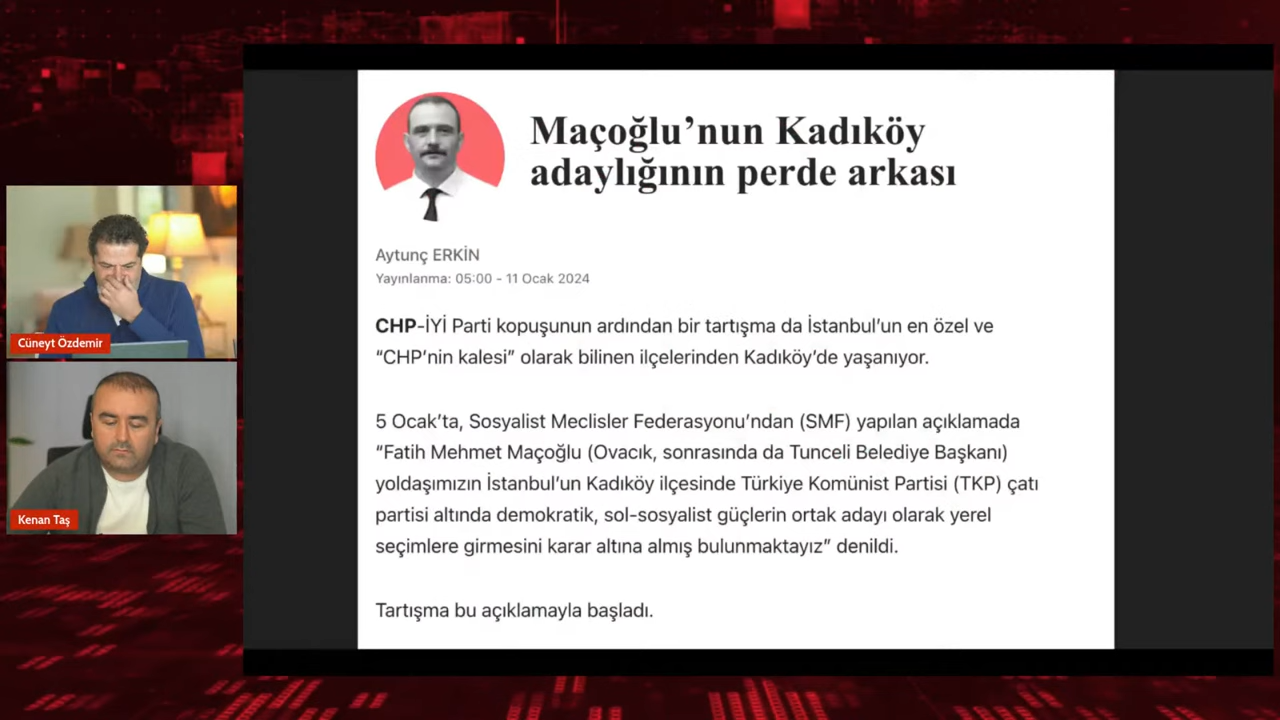 Maçoğlu’nun Kadıköy
adaylığının perde arkası
Aytunç ERKİN
Yayınlanma: 05:00 - 11 Ocak 2024
CHP-İYİ Parti kopuşunun ardından bir tartışma da İstanbul’un en özel ve
“CHP’nin kalesi” olarak bilinen ilçelerinden Kadıköy’de yaşanıyor.
5 Ocak’ta, Sosyalist Meclisler Federasyonu’ndan (SMF) yapılan açıklamada
“Fatih Mehmet Maçoğlu (Ovacık, sonrasında da Tunceli Belediye Başkanı)
yoldaşımızın İstanbul’un Kadıköy ilçesinde Türkiye Komünist Partisi (TKP) çatı
partisi altında demokratik, sol-sosyalist güçlerin ortak adayı olarak yerel
seçimlere girmesini karar altına almış bulunmaktayız” denildi.
Tartışma bu açıklamayla başladı.
Cüneyt Özdemir
Kenan Taş